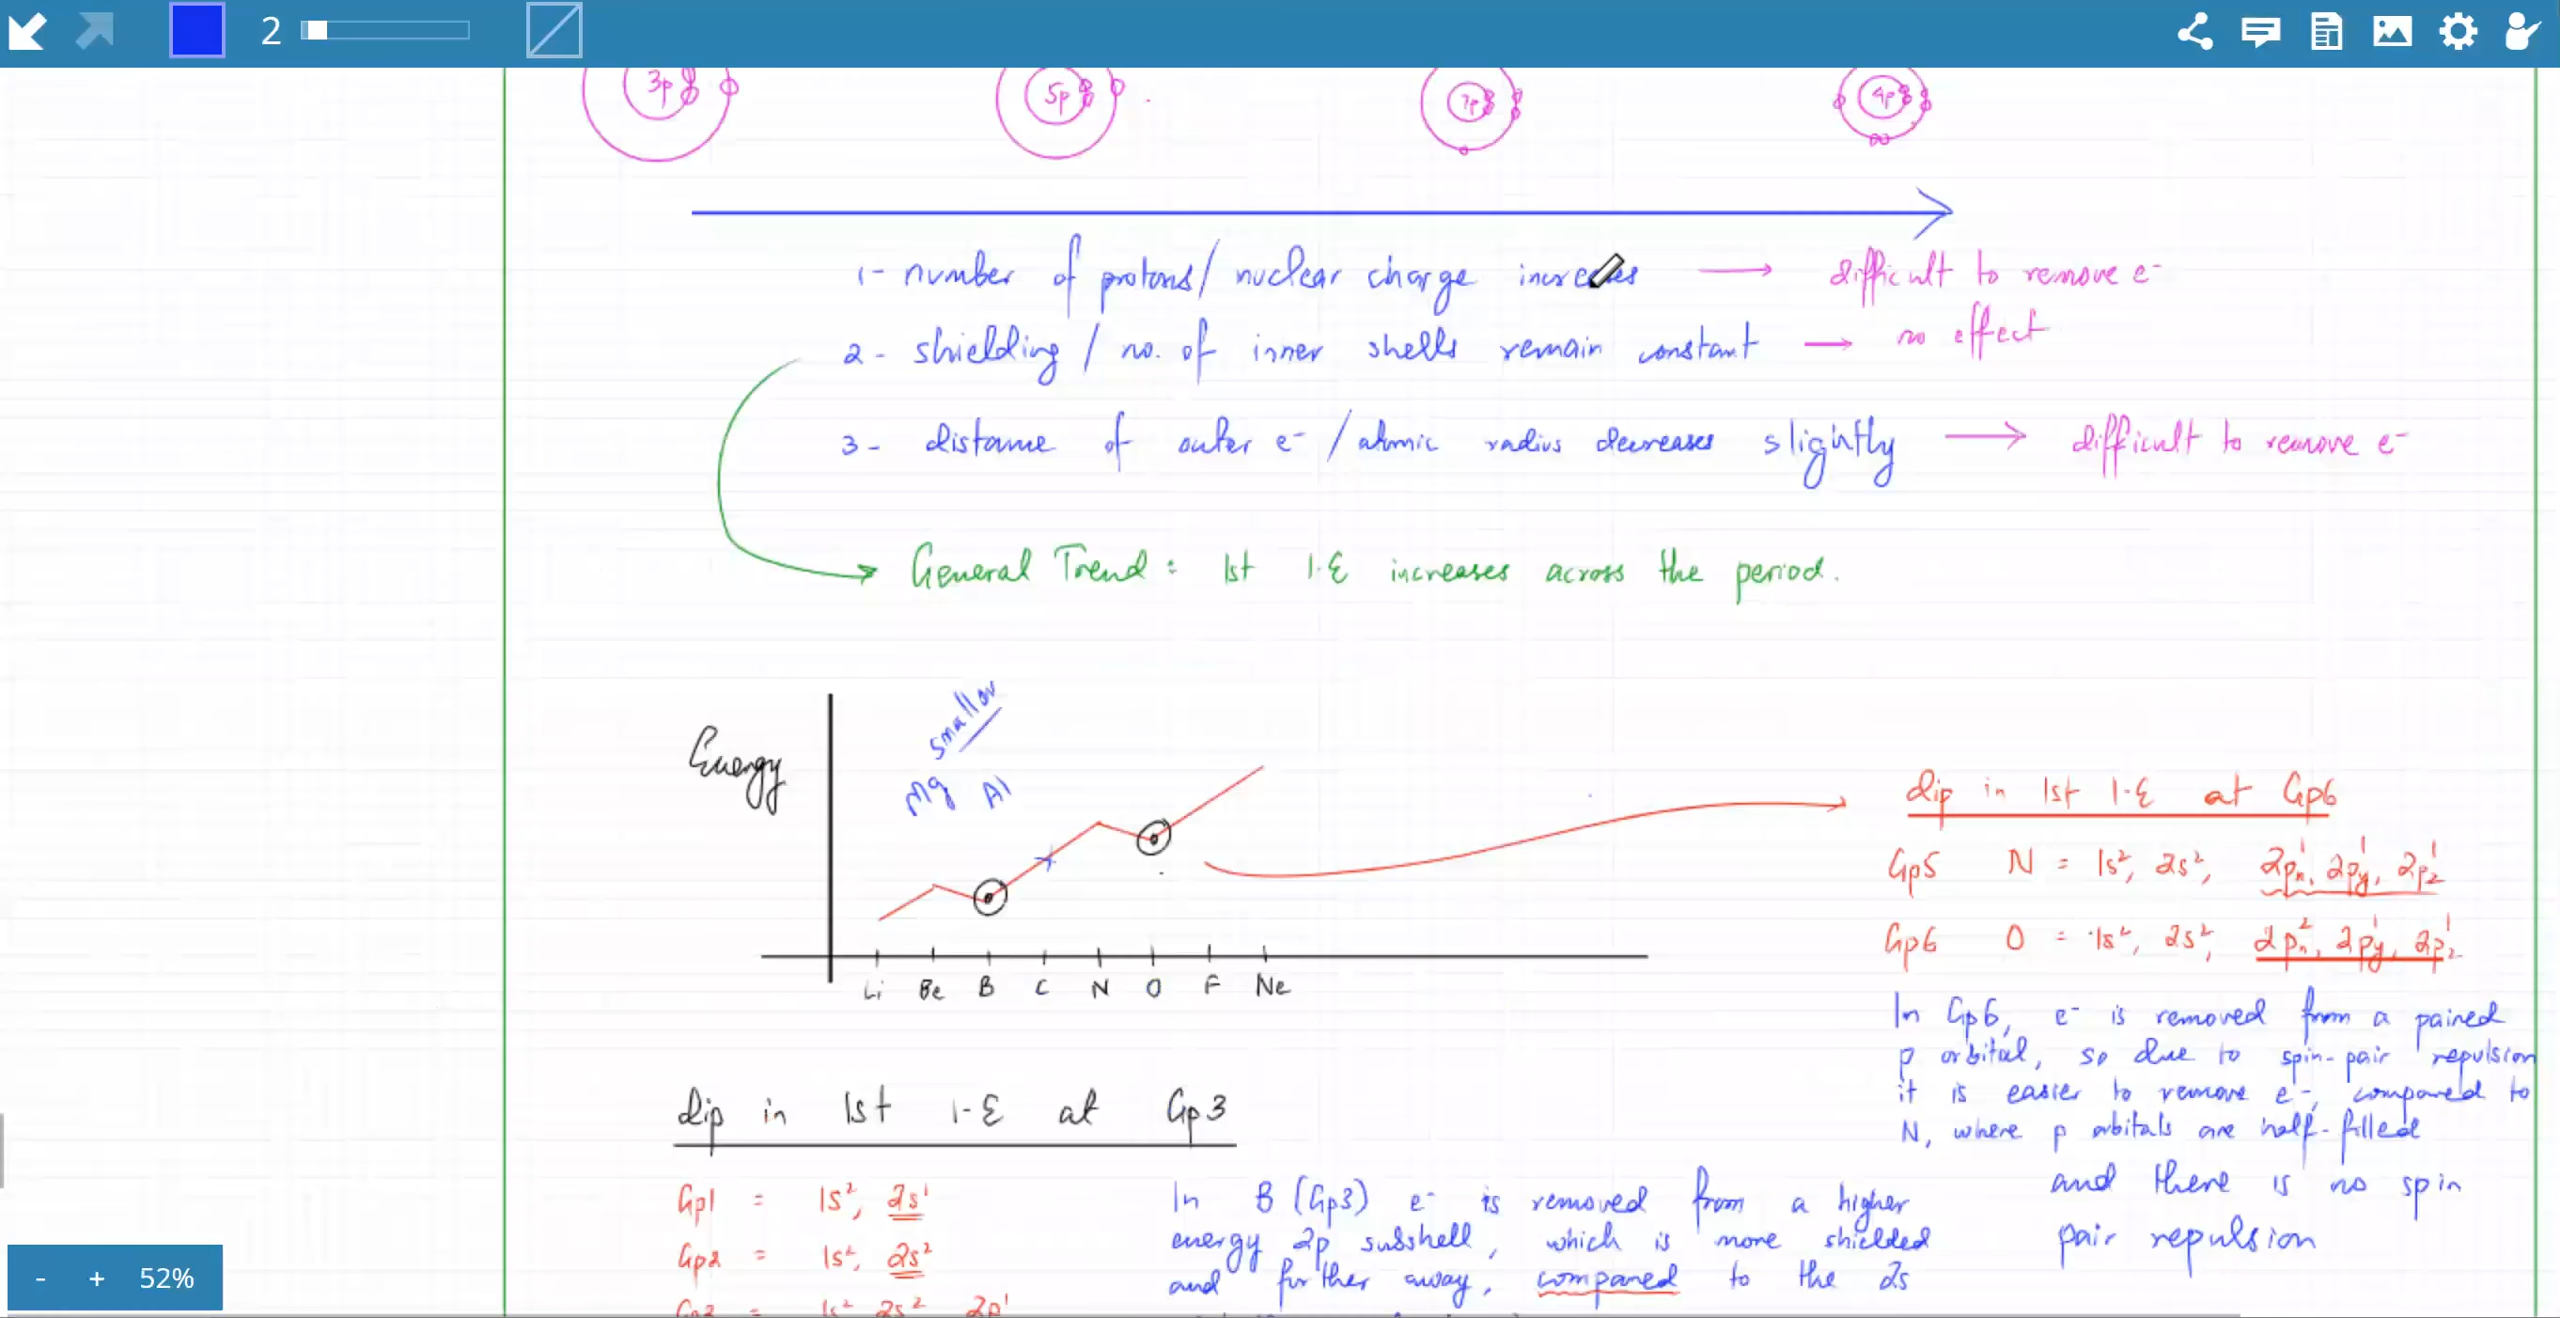 2
3p
5p
7p
9p
1- number of protons/ nuclear charge increases → difficult to remove e⁻
2- shielding / no. of inner shells remain constant → no effect
3- distance of outer e⁻ / atomic radius decreases slightly → difficult to remove e⁻
General Trend: 1st I.E increases across the period.
Energy
smaller
Mg Al
Li Be B C N O F Ne
dip in 1st I.E at Gp6
Gp5 N = 1s², 2s², 2px¹, 2py¹, 2pz¹
Gp6 O = 1s², 2s², 2px², 2py¹, 2pz¹
In Gp6, e⁻ is removed from a paired
p orbital, so due to spin-pair repulsion
it is easier to remove e⁻, compared to
N, where p orbitals are half-filled
and there is no spin
pair repulsion
dip in 1st I-E at Gp3
Gp1 = 1s², 2s¹
Gp2 = 1s², 2s²
Gp3 = 1s² 2s² 2p¹
In B (Gp3) e⁻ is removed from a higher
energy 2p subshell, which is more shielded
and further away, compared to the 2s
- + 52%